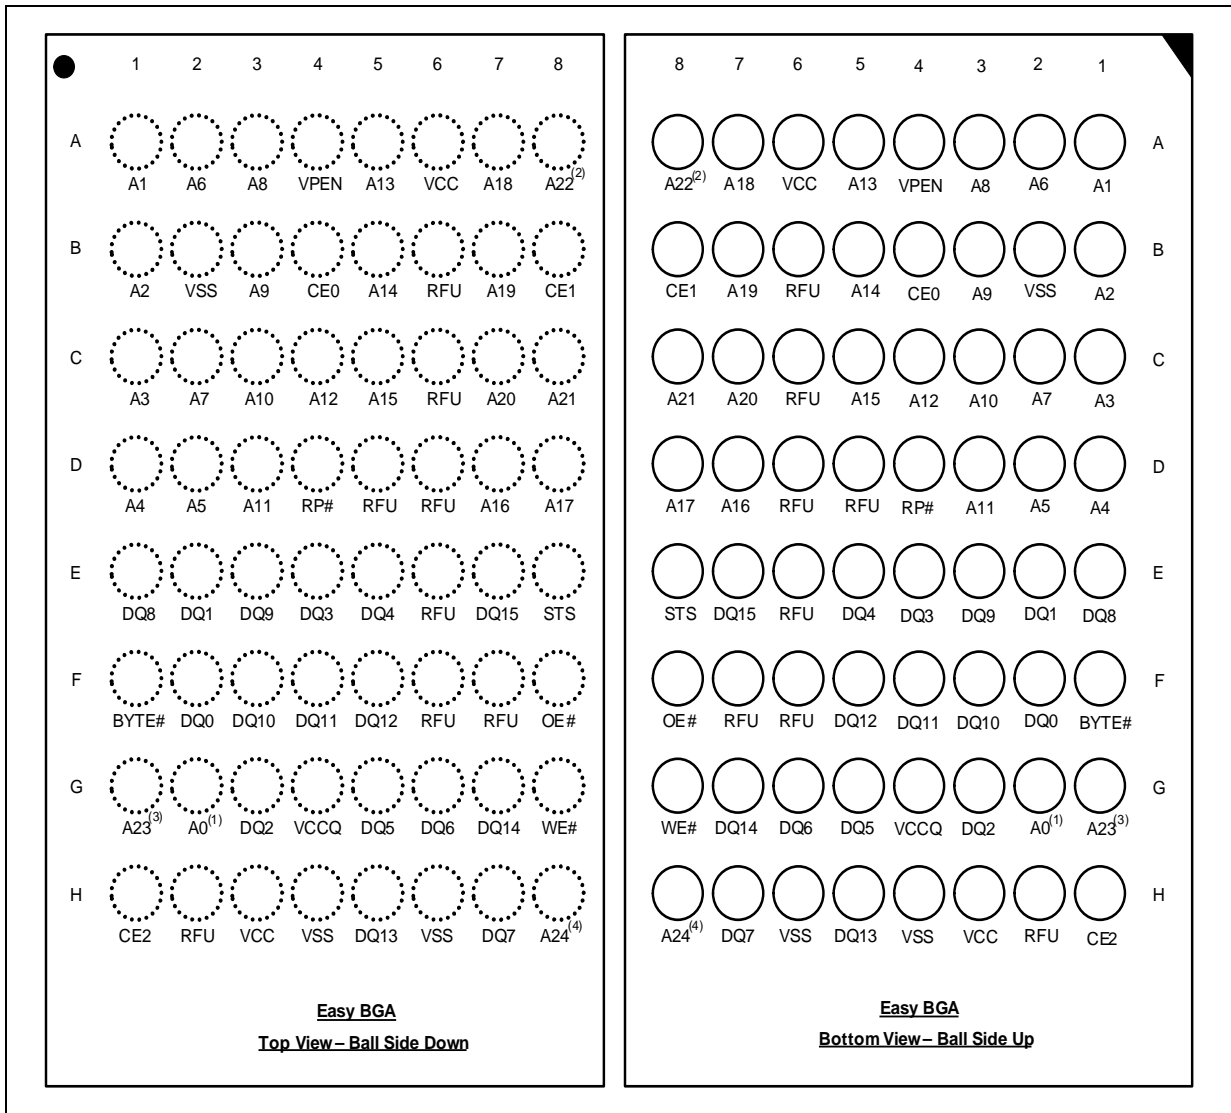 1 2 3 4 5 6 7 8
A
A1 A6 A8 VPEN A13 VCC A18 A22(2)
B
A2 VSS A9 CE0 A14 RFU A19 CE1
C
A3 A7 A10 A12 A15 RFU A20 A21
D
A4 A5 A11 RP# RFU RFU A16 A17
E
DQ8 DQ1 DQ9 DQ3 DQ4 RFU DQ15 STS
F
BYTE# DQ0 DQ10 DQ11 DQ12 RFU RFU OE#
G
A23(3) A0(1) DQ2 VCCQ DQ5 DQ6 DQ14 WE#
H
CE2 RFU VCC VSS DQ13 VSS DQ7 A24(4)
Easy BGA
Top View – Ball Side Down
8 7 6 5 4 3 2 1
A
A22(2) A18 VCC A13 VPEN A8 A6 A1
B
CE1 A19 RFU A14 CE0 A9 VSS A2
C
A21 A20 RFU A15 A12 A10 A7 A3
D
A17 A16 RFU RFU RP# A11 A5 A4
E
STS DQ15 RFU DQ4 DQ3 DQ9 DQ1 DQ8
F
OE# RFU RFU DQ12 DQ11 DQ10 DQ0 BYTE#
G
WE# DQ14 DQ6 DQ5 VCCQ DQ2 A0(1) A23(3)
H
A24(4) DQ7 VSS DQ13 VSS VCC RFU CE2
Easy BGA
Bottom View – Ball Side Up